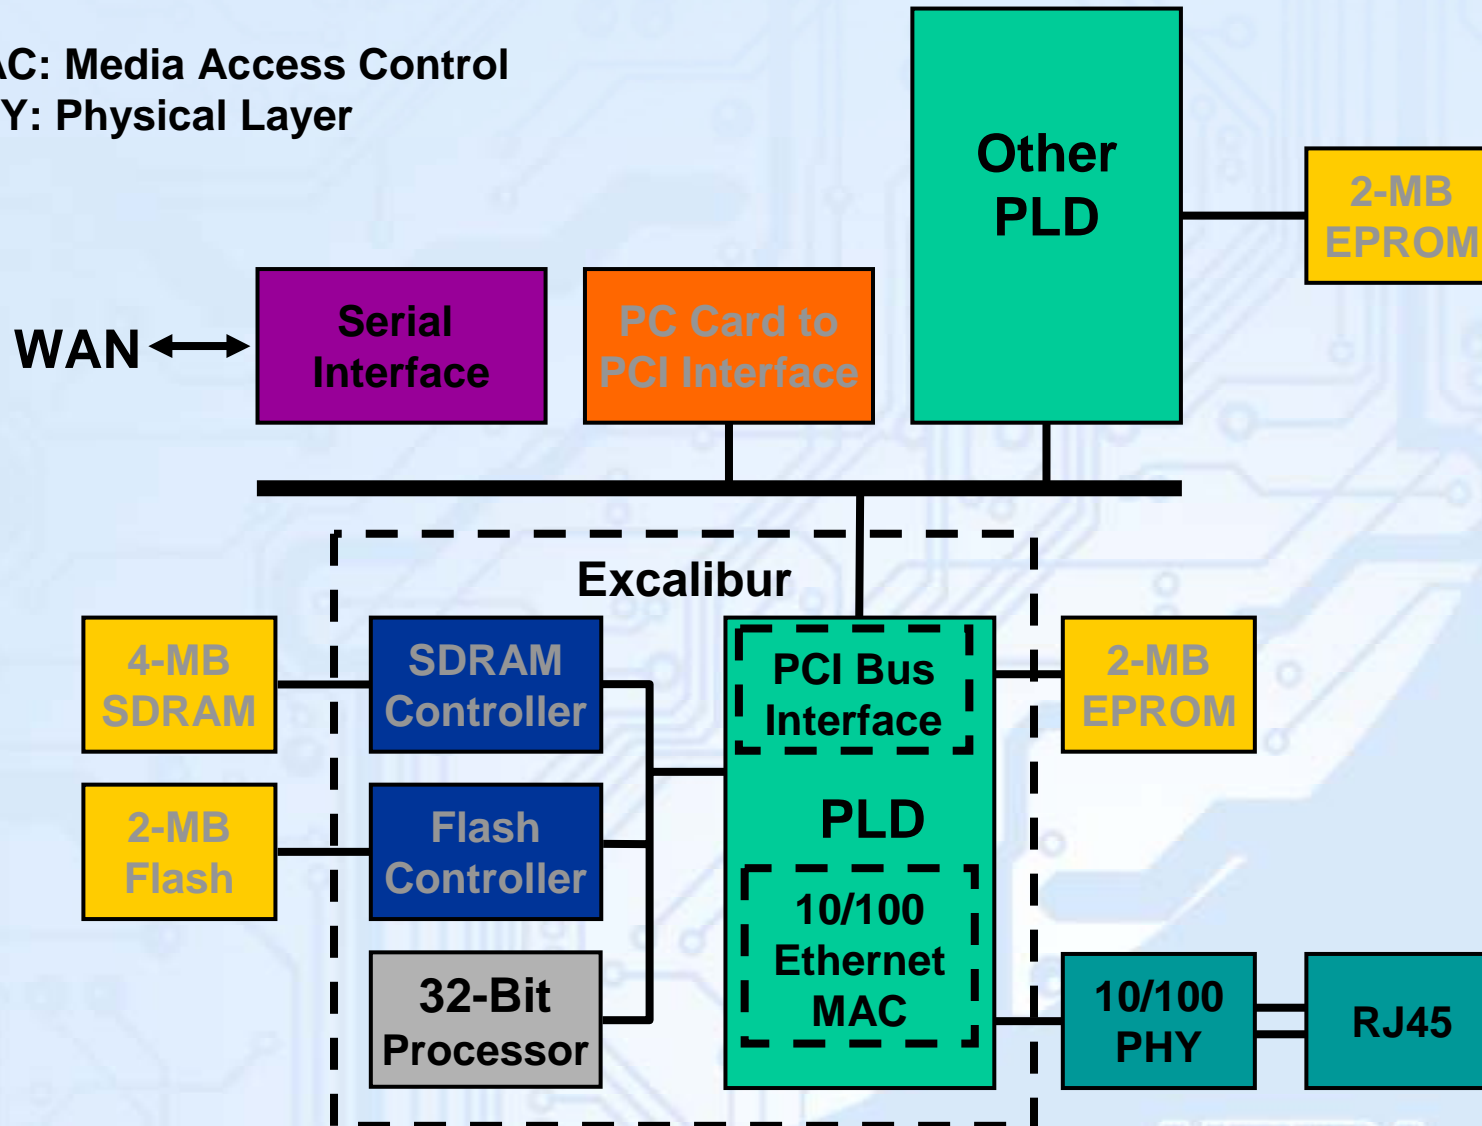 AC: Media Access Control
Y: Physical Layer
Other
PLD
2-MB
EPROM
WAN
Serial
Interface
PC Card to
PCI Interface
Excalibur
4-MB
SDRAM
SDRAM
Controller
PCI Bus
Interface
2-MB
EPROM
2-MB
Flash
Flash
Controller
PLD
10/100
Ethernet
MAC
32-Bit
Processor
10/100
PHY
RJ45